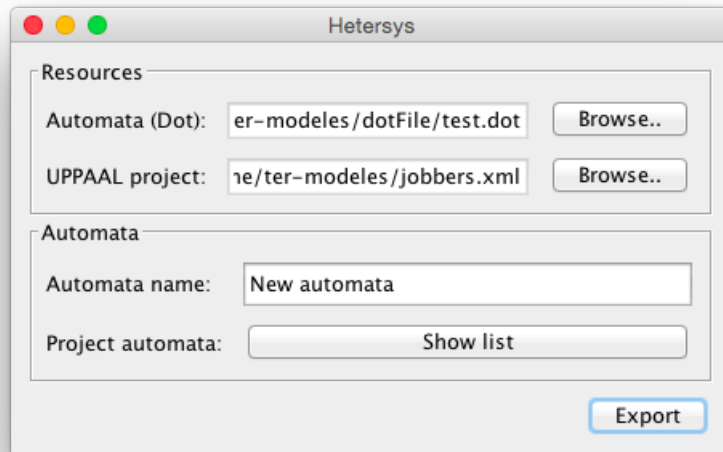 Hetersys
Resources
Automata (Dot): er-modeles/dotFile/test.dot Browse..
UPPAAL project: ne/ter-modeles/jobbers.xml Browse..
Automata
Automata name: New automata
Project automata: Show list
Export